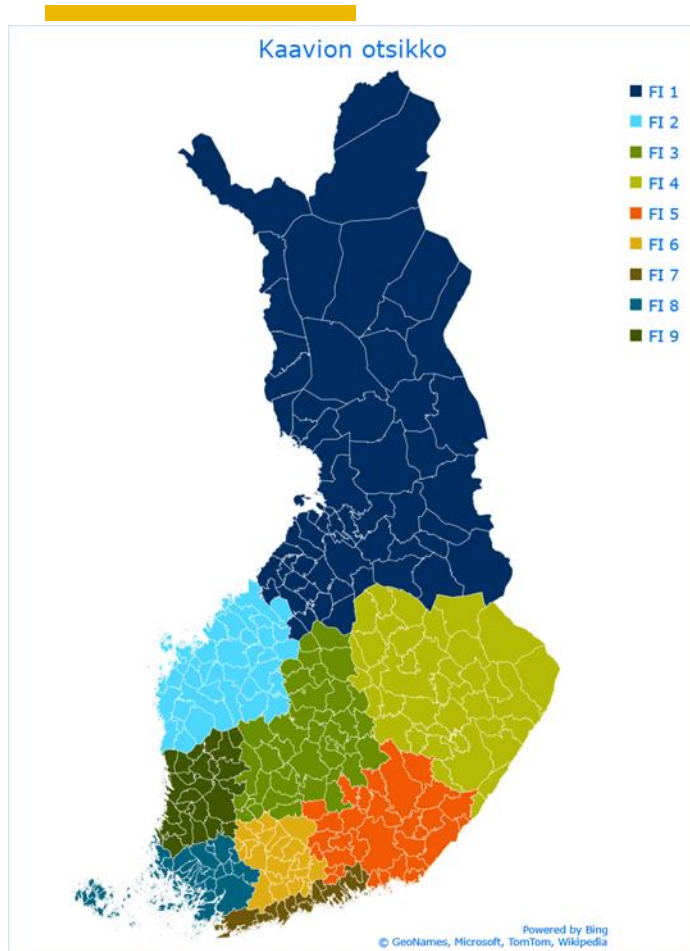 Kaavion otsikko
FI 1
FI 2
FI 3
FI 4
FI 5
FI 6
FI 7
FI 8
FI 9
Powered by Bing
© GeoNames, Microsoft, TomTom, Wikipedia